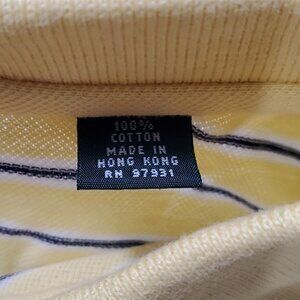 100%
COTTON
MADE IN
HONG KONG
RN 97931